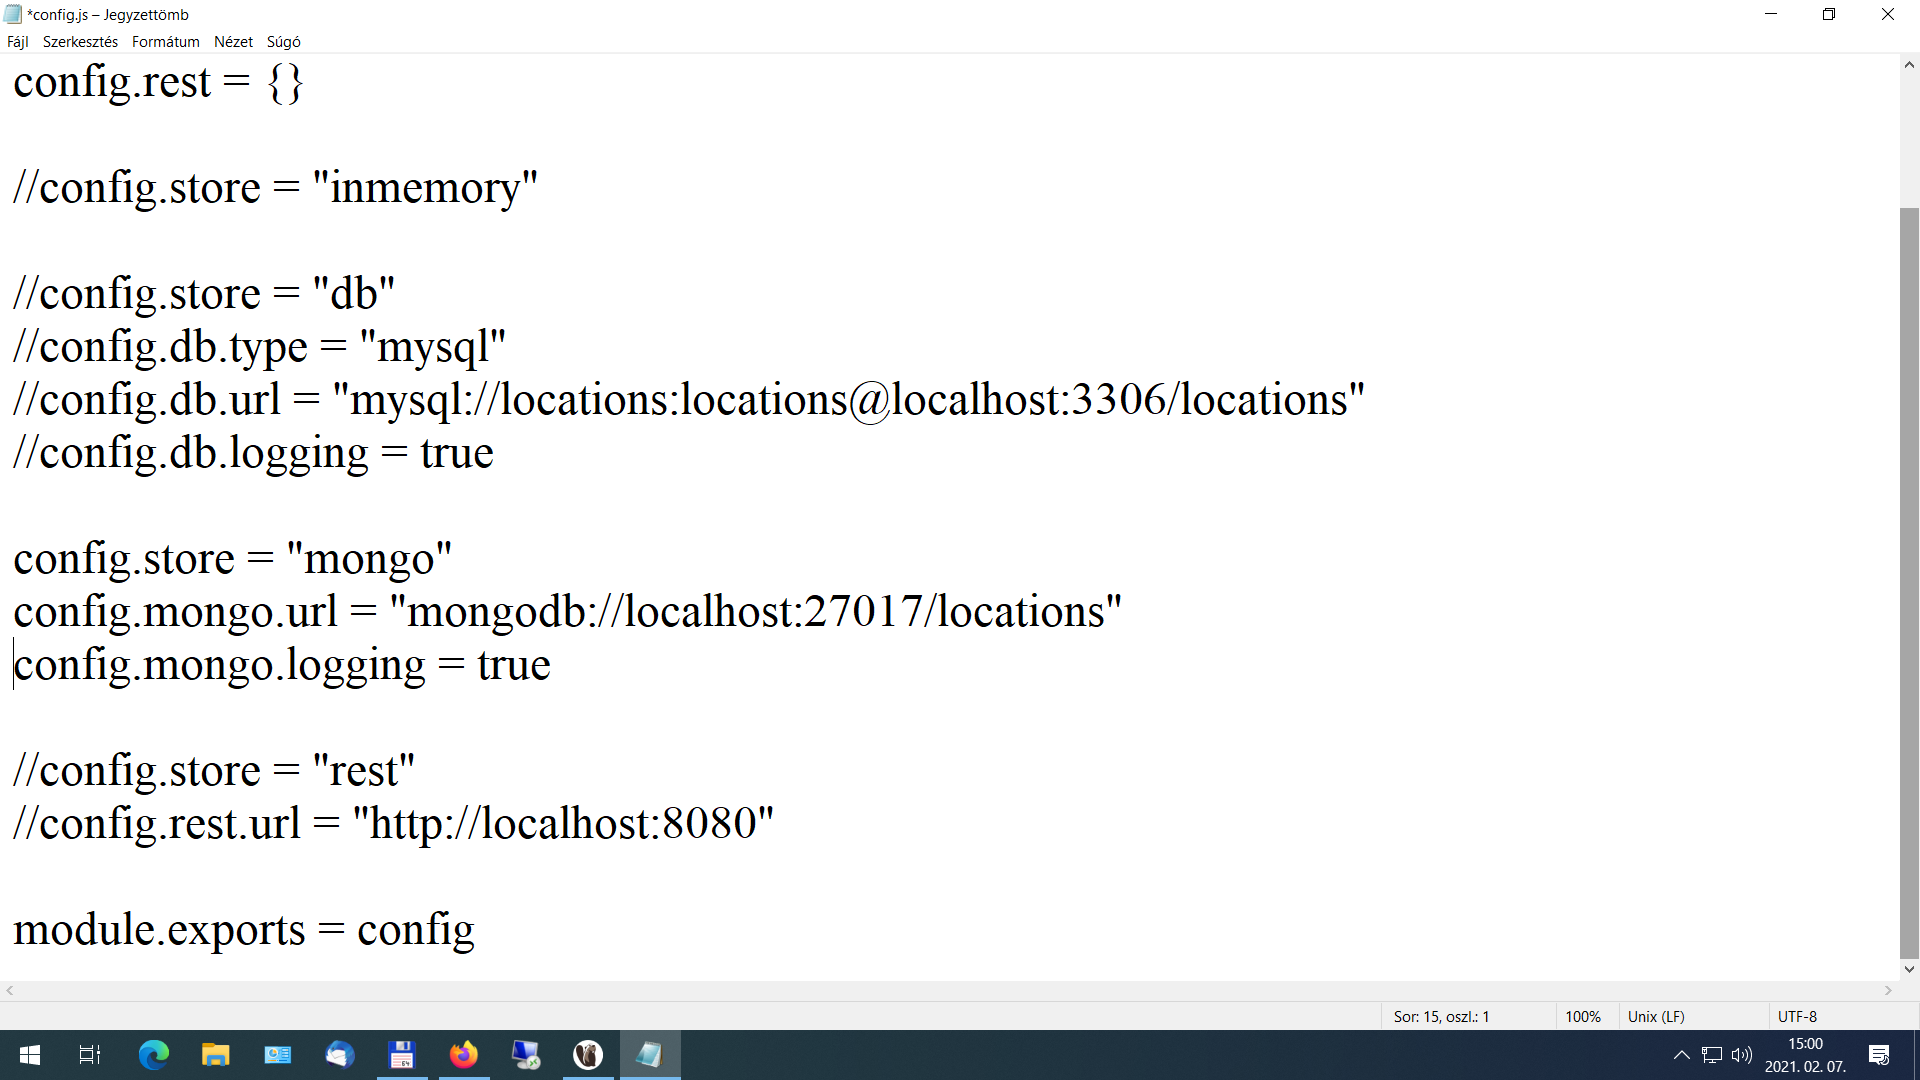 *config.js – Jegyzettömb
Fájl Szerkesztés Formátum Nézet Súgó
config.rest = {}
//config.store = "inmemory"
//config.store = "db"
//config.db.type = "mysql"
//config.db.url = "mysql://locations:locations@localhost:3306/locations"
//config.db.logging = true
config.store = "mongo"
config.mongo.url = "mongodb://localhost:27017/locations"
config.mongo.logging = true
//config.store = "rest"
//config.rest.url = "http://localhost:8080"
module.exports = config
Sor: 15, oszl.: 1 100% Unix (LF) UTF-8
64
15:00
2021. 02. 07.